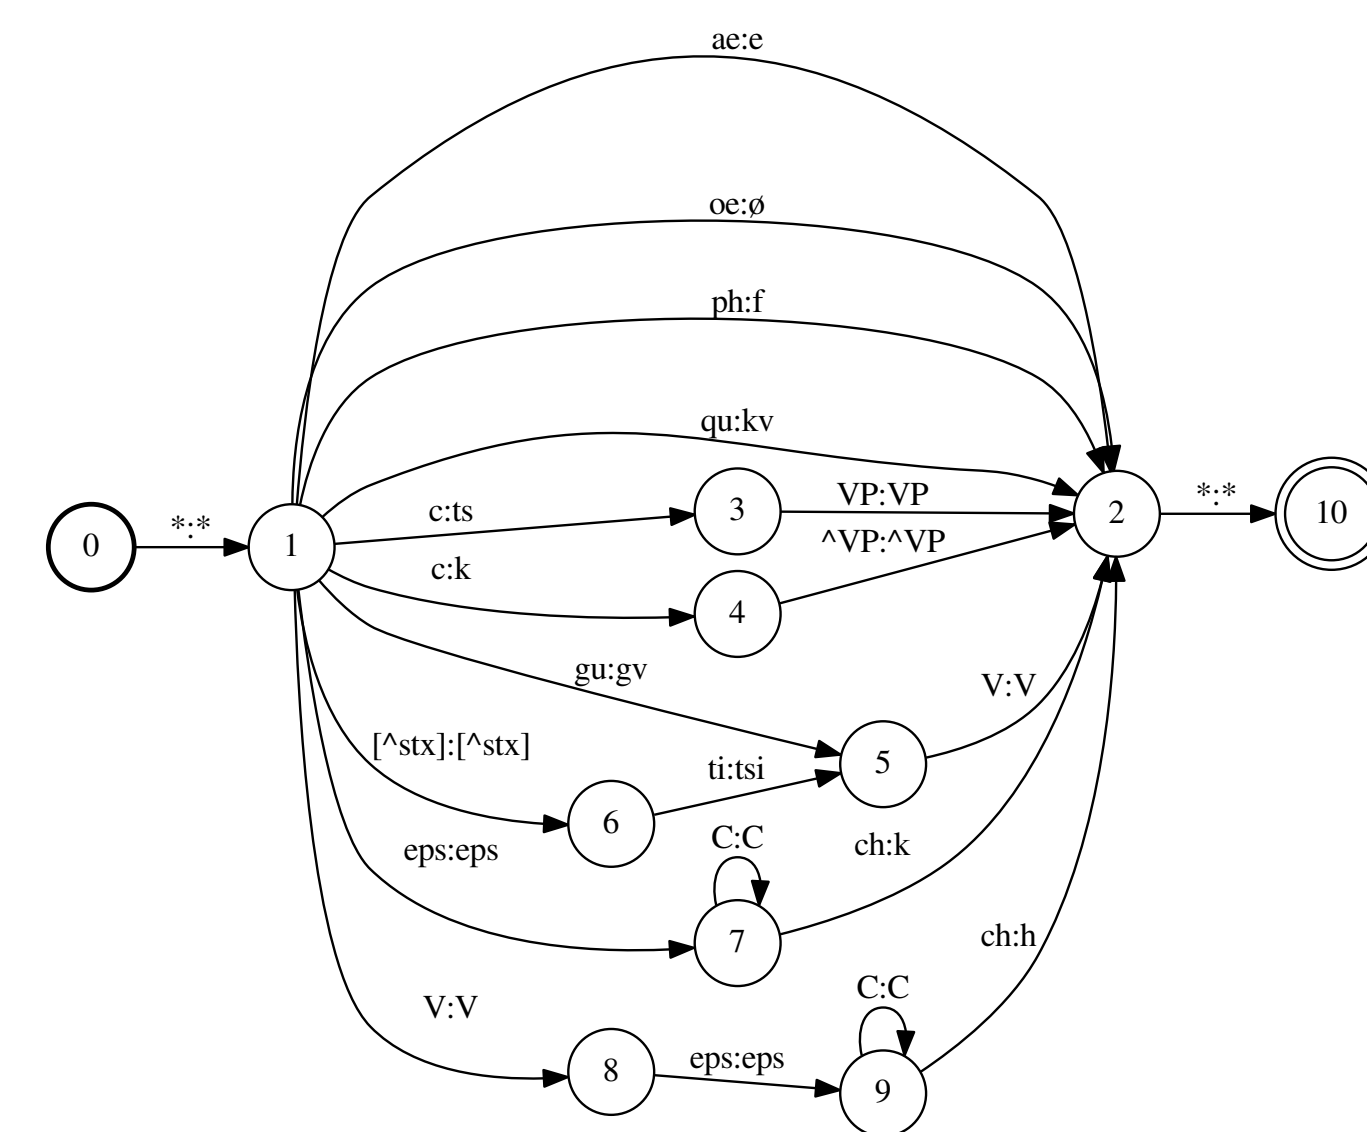 ae:e
oe:ø
ph:f
qu:kv
c:ts
3
VP:VP
2
*:*
10
0
*:*
1
^VP:^VP
c:k
4
gu:gv
V:V
[^stx]:[^stx]
ti:tsi
5
6
C:C
eps:eps
ch:k
7
ch:h
C:C
V:V
8
eps:eps
9